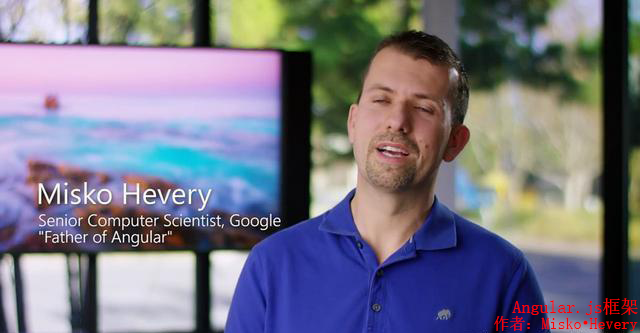 Misko Hevery
Senior Computer Scientist, Google
"Father of Angular"
Angular.js框架
作者：Misko•Hevery